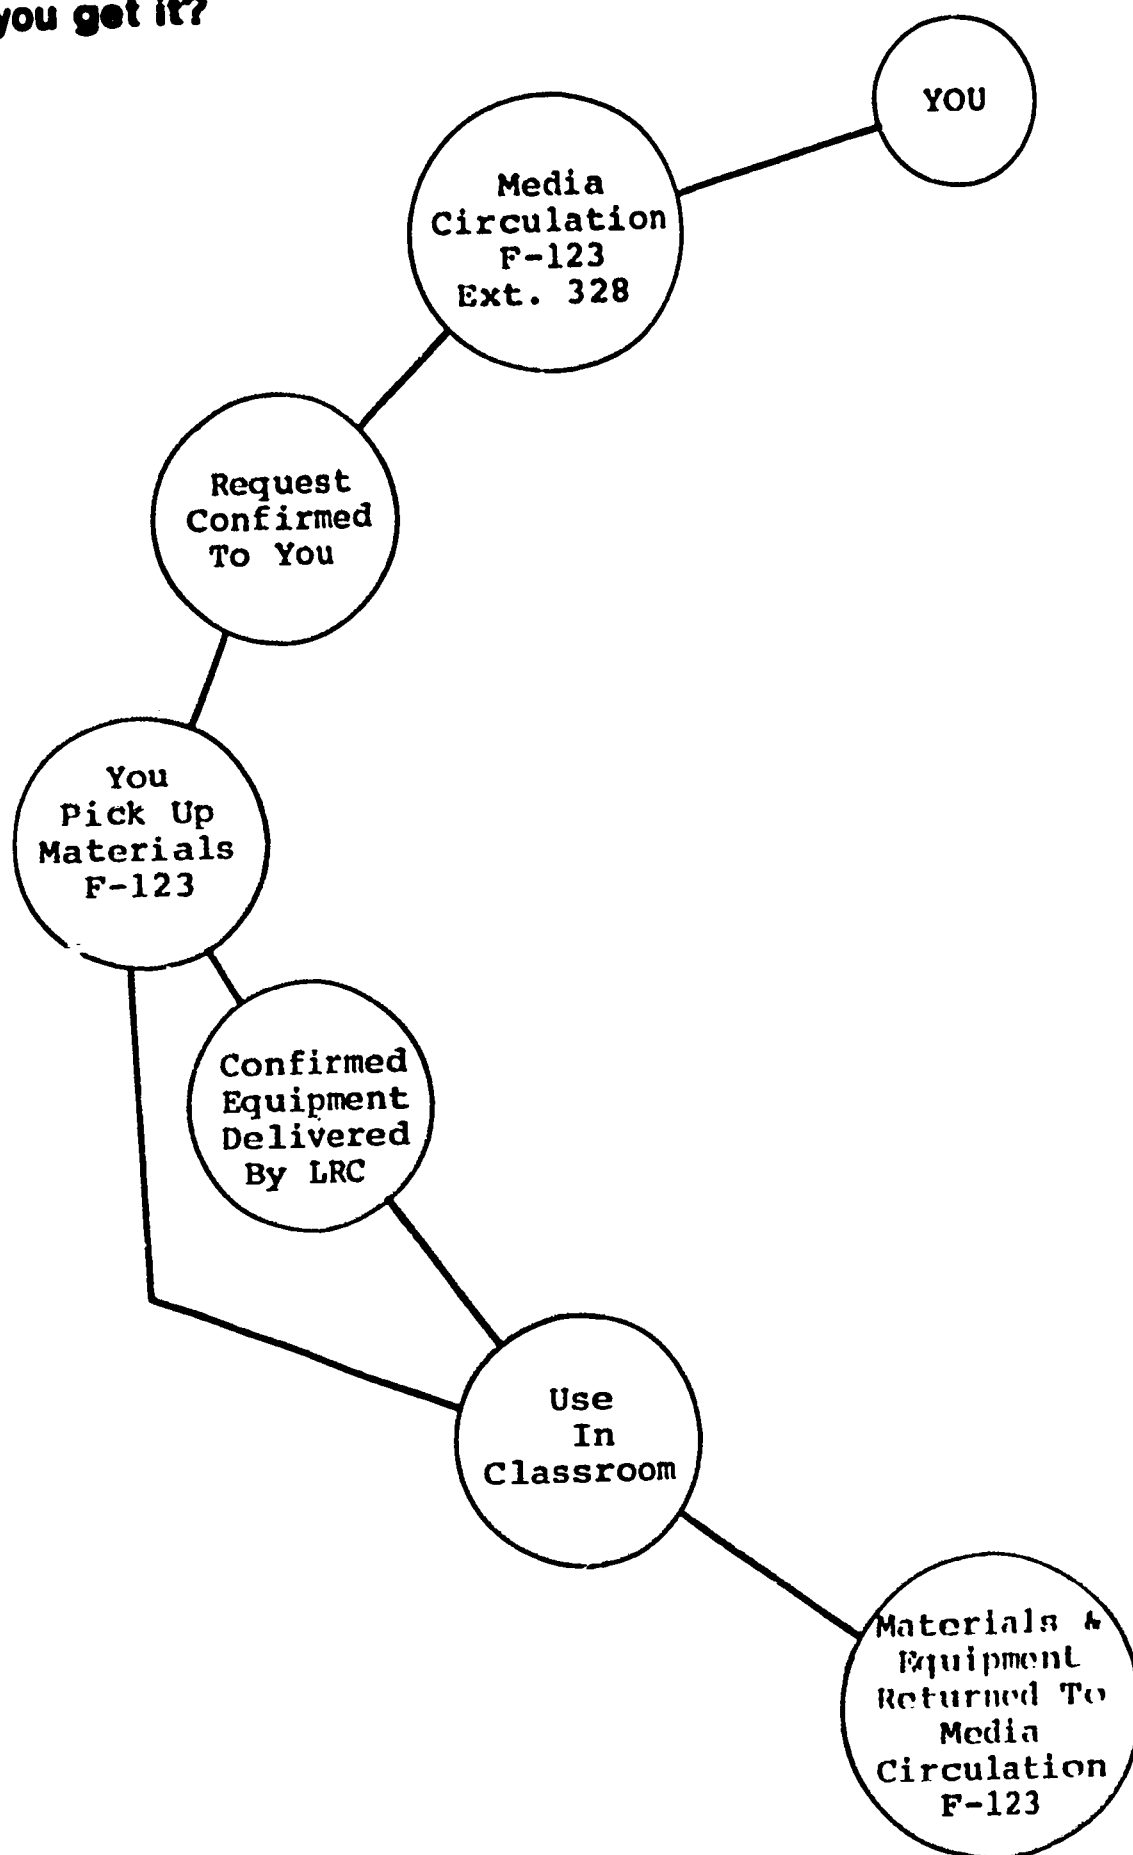 you get it?
YOU
Media
Circulation
F-123
Ext. 328
Request
Confirmed
To You
You
Pick Up
Materials
F-123
Confirmed
Equipment
Delivered
By LRC
Use
In
Classroom
Materials &
Equipment
Returned To
Media
Circulation
F-123